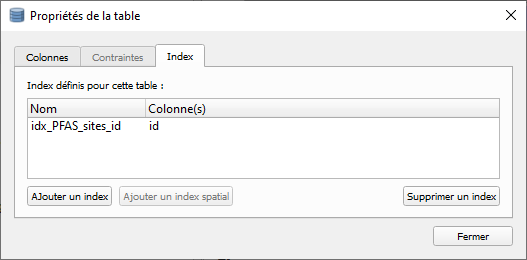 Propriétés de la table
Colonnes Contraintes Index
Index définis pour cette table :
Nom Colonne(s)
idx_PFAS_sites_id id
AJouter un index Ajouter un index spatial Supprimer un index
Fermer